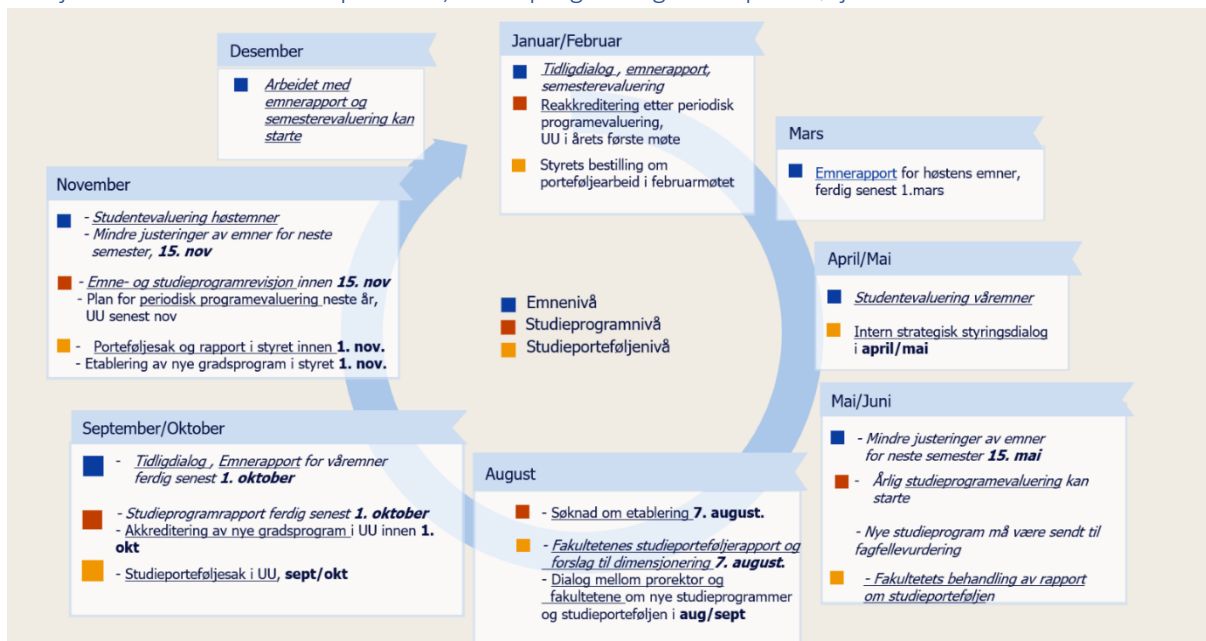 Desember
Arbeidet med
emnerapport og
semesterevaluering kan
starte
Januar/Februar
Tidligdialog , emnerapport,
semesterevaluering
Reakkreditering etter periodisk
programevaluering,
UU i årets første møte
Styrets bestilling om
porteføljearbeid i februarmøtet
Mars
Emnerapport for høstens emner,
ferdig senest 1.mars
April/Mai
Studentevaluering våremner
Intern strategisk styringsdialog
i april/mai
Mai/Juni
- Mindre justeringer av emner
for neste semester 15. mai
- Årlig studieprogramevaluering kan
starte
- Nye studieprogram må være sendt til
fagfellevurdering
- Fakultetets behandling av rapport
om studieporteføljen
August
- Søknad om etablering 7. august.
- Fakultetenes studieporteføljerapport og
forslag til dimensjonering 7. august.
- Dialog mellom prorektor og
fakultetene om nye studieprogrammer
og studieporteføljen i aug/sept
September/Oktober
- Tidligdialog , Emnerapport for våremner
ferdig senest 1. oktober
- Studieprogramrapport ferdig senest 1. oktober
- Akkreditering av nye gradsprogram i UU innen 1.
okt
- Studieporteføljesak i UU, sept/okt
November
- Studentevaluering høstemner
- Mindre justeringer av emner for neste
semester, 15. nov
- Emne- og studieprogramrevisjon innen 15. nov
- Plan for periodisk programevaluering neste år,
UU senest nov
- Porteføljesak og rapport i styret innen 1. nov.
- Etablering av nye gradsprogram i styret 1. nov.
Emnenivå
Studieprogramnivå
Studieporteføljenivå